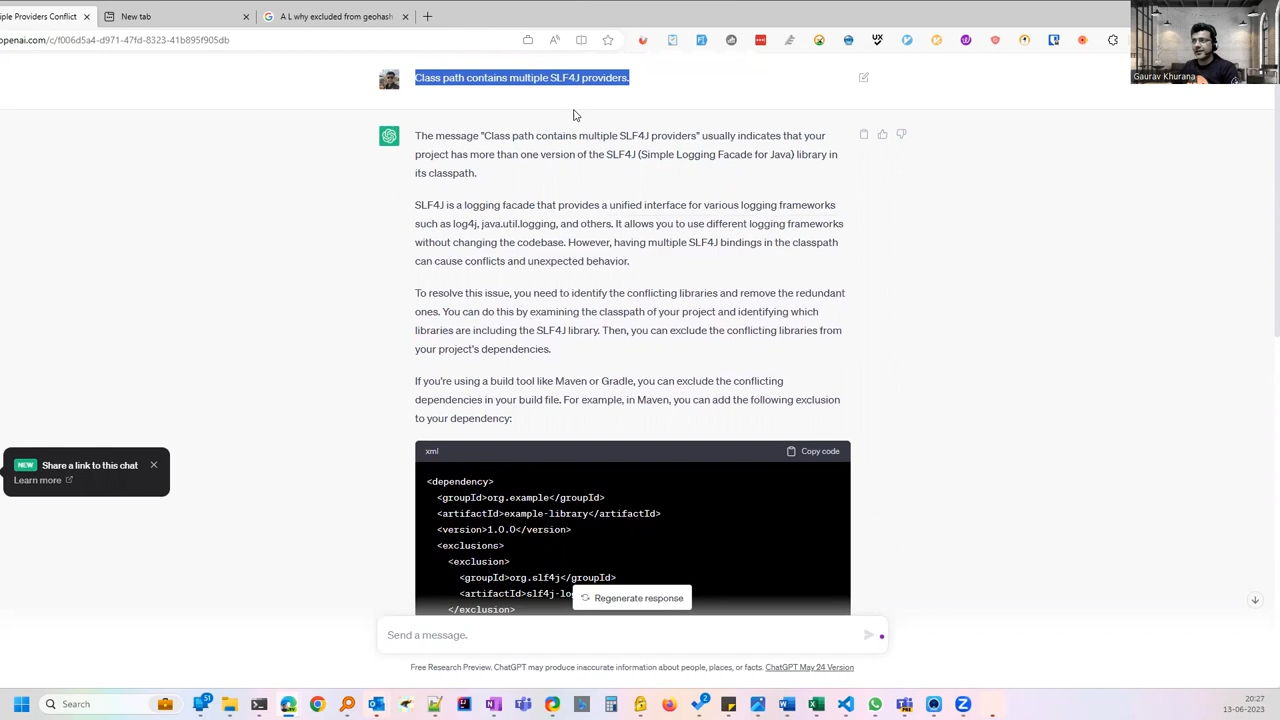 iple Providers Conflict
New tab
A L why excluded from geohash
openai.com/c/f006d5a4-d971-47fd-8323-41b895f905db
UX
Gaurav Khurana
Class path contains multiple SLF4J providers.
The message "Class path contains multiple SLF4J providers" usually indicates that your
project has more than one version of the SLF4J (Simple Logging Facade for Java) library in
its classpath.
SLF4J is a logging facade that provides a unified interface for various logging frameworks
such as log4j, java.util.logging, and others. It allows you to use different logging frameworks
without changing the codebase. However, having multiple SLF4J bindings in the classpath
can cause conflicts and unexpected behavior.
To resolve this issue, you need to identify the conflicting libraries and remove the redundant
ones. You can do this by examining the classpath of your project and identifying which
libraries are including the SLF4J library. Then, you can exclude the conflicting libraries from
your project's dependencies.
If you're using a build tool like Maven or Gradle, you can exclude the conflicting
dependencies in your build file. For example, in Maven, you can add the following exclusion
to your dependency:
NEW Share a link to this chat
Learn more
xml
Copy code
<dependency>
<groupId>org.example</groupId>
<artifactId>example-library</artifactId>
<version>1.0.0</version>
<exclusions>
<exclusion>
<groupId>org.slf4j</groupId>
<artifactId>slf4j-lo
Regenerate response
</exclusion>
Send a message.
Free Research Preview. ChatGPT may produce inaccurate information about people, places, or facts. ChatGPT May 24 Version
Search
20:27
13-06-2023